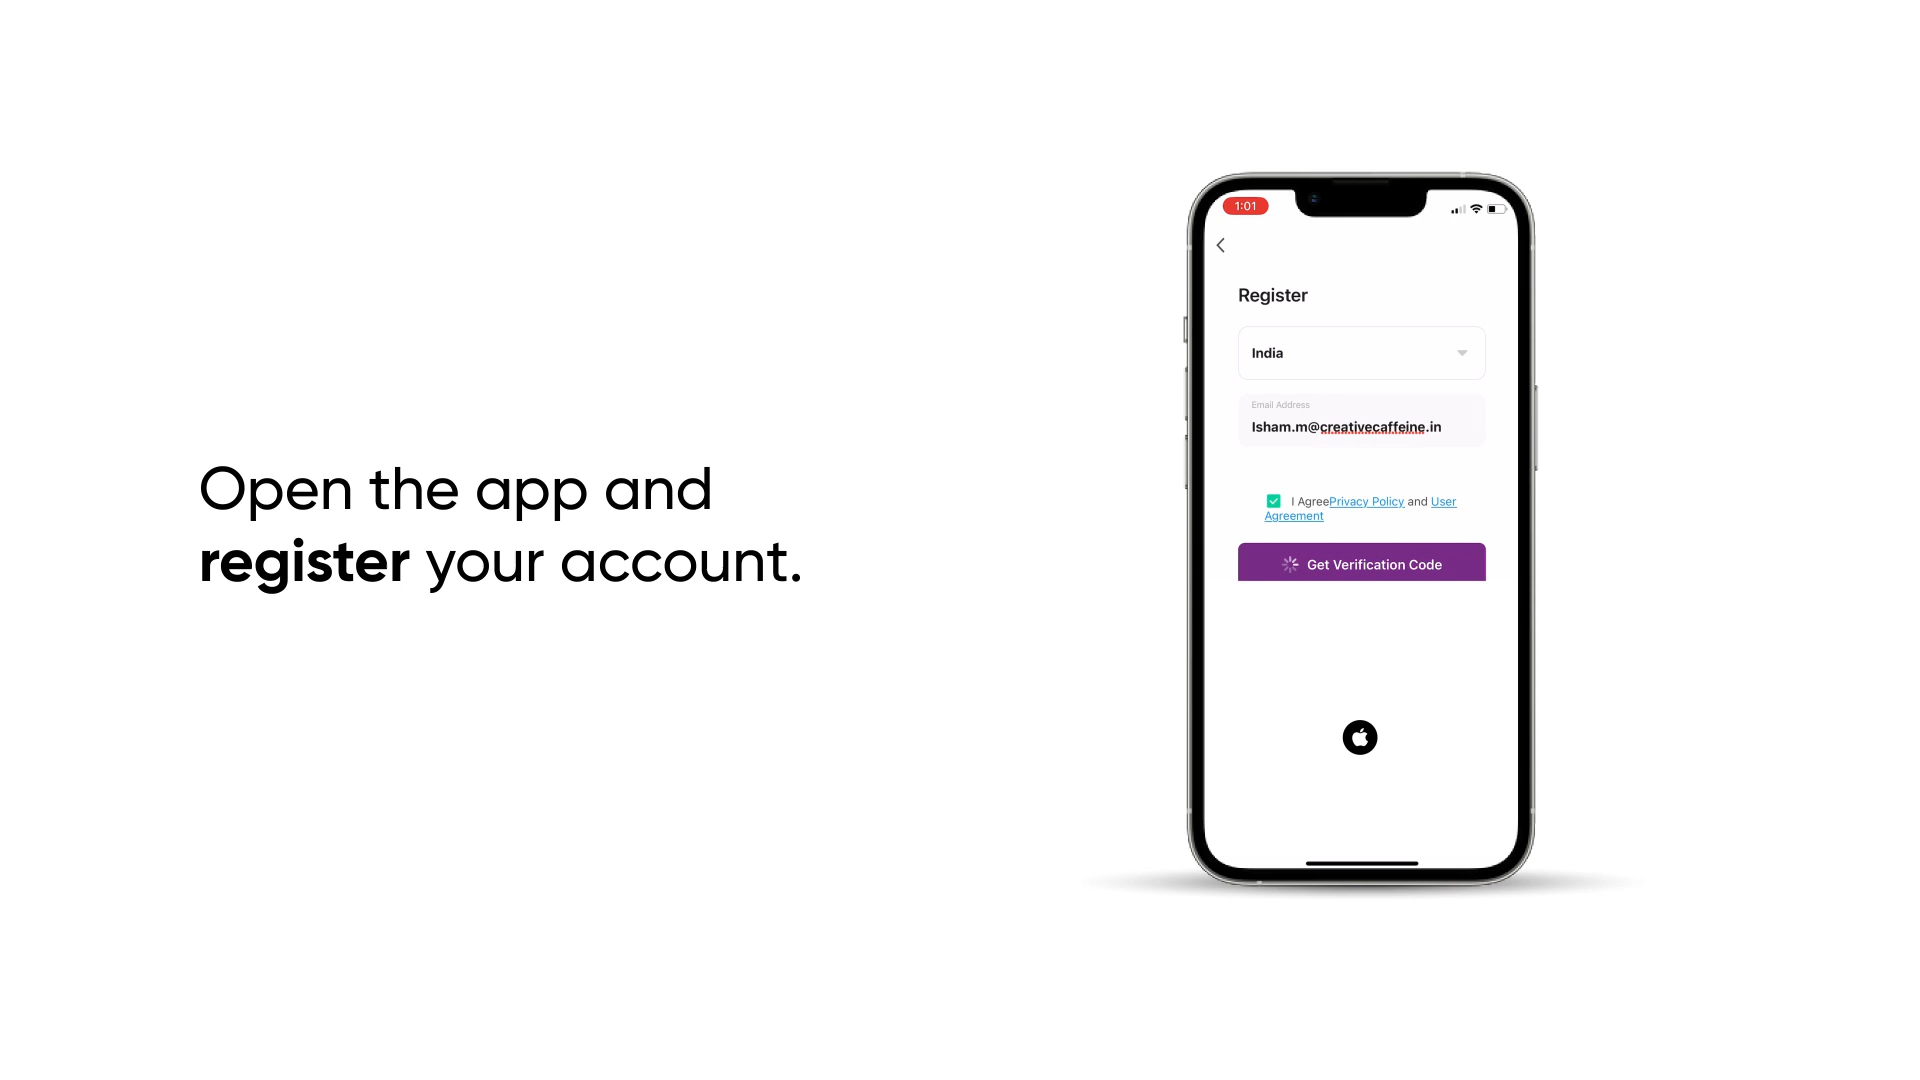 Open the app and
register your account.
1:01
Register
India
Email Address
Isham.m@creativecaffeine.in
I AgreePrivacy Policy and User
Agreement
Get Verification Code